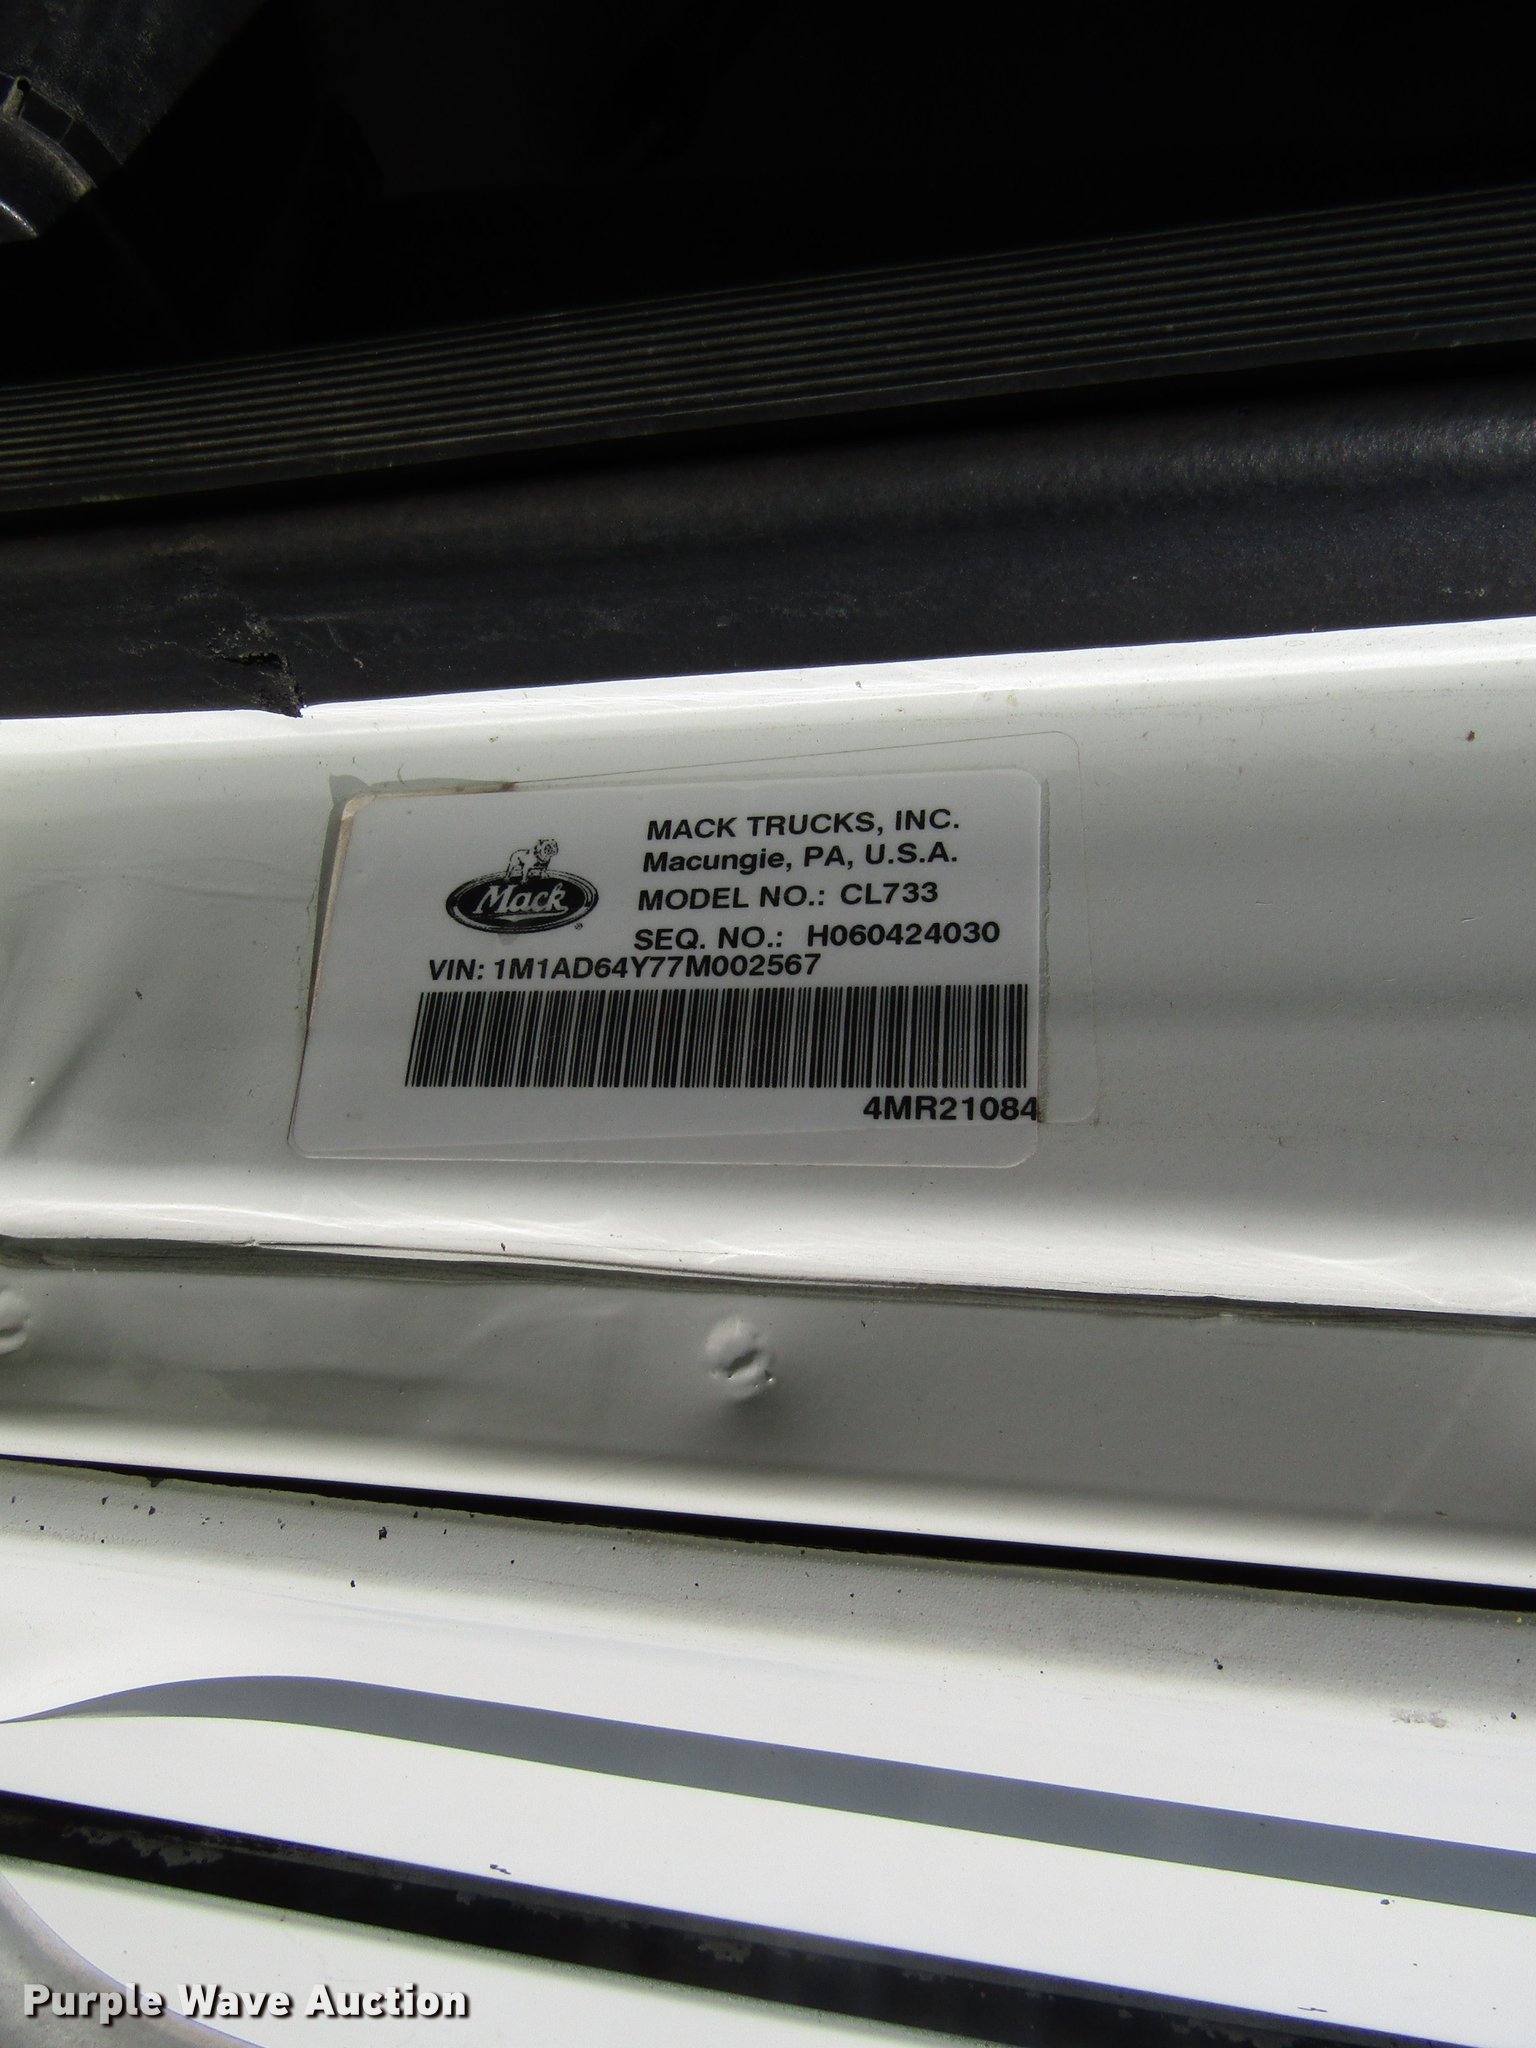 MACK TRUCKS, INC.
Macungie, PA, U.S.A.
Mack
MODEL NO.: CL733
SEQ. NO.: H060424030
VIN: 1M1AD64Y77M002567
4MR21084
Purple Wave Auction